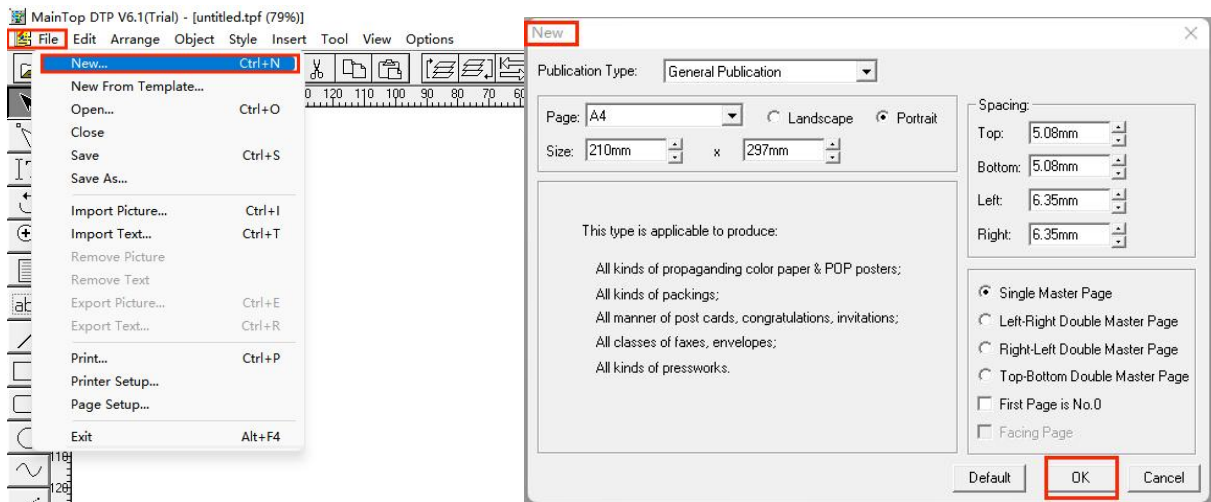 MainTop DTP V6.1(Trial) - [untitled.tpf (79%)]
File Edit Arrange Object Style Insert Tool View Options
New... Ctrl+N
New From Template...
Open... Ctrl+O
Close
Save Ctrl+S
Save As...
Import Picture... Ctrl+I
Import Text... Ctrl+T
Remove Picture
Remove Text
Export Picture... Ctrl+E
Export Text... Ctrl+R
Print... Ctrl+P
Printer Setup...
Page Setup...
Exit Alt+F4
120 110 100 90 80 70
120
New
Publication Type: General Publication
Page: A4 Landscape Portrait
Size: 210mm x 297mm
This type is applicable to produce:
All kinds of propaganding color paper & POP posters;
All kinds of packings;
All manner of post cards, congratulations, invitations;
All classes of faxes, envelopes;
All kinds of pressworks.
Spacing:
Top: 5.08mm
Bottom: 5.08mm
Left: 6.35mm
Right: 6.35mm
Single Master Page
Left-Right Double Master Page
Right-Left Double Master Page
Top-Bottom Double Master Page
First Page is No.0
Facing Page
Default OK Cancel